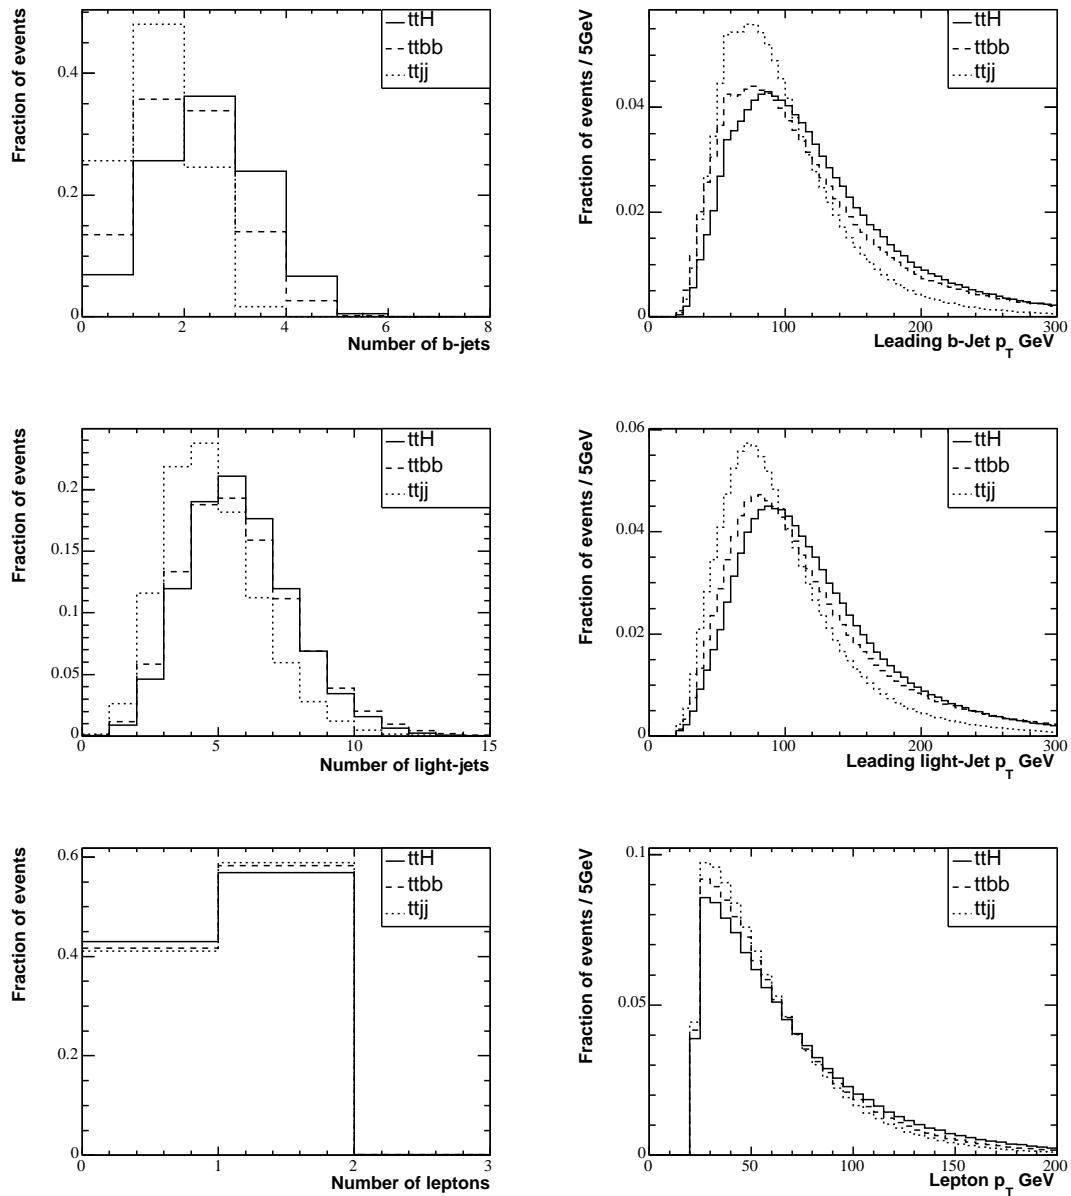 Fraction of events
0.4
0.2
0
0 2 4 6 8
Number of b-jets
ttH
ttbb
ttjj
Fraction of events / 5GeV
0.04
0.02
0
0 100 200 300
Leading b-Jet p_T GeV
ttH
ttbb
ttjj
Fraction of events
0.2
0.15
0.1
0.05
0
0 5 10 15
Number of light-jets
ttH
ttbb
ttjj
Fraction of events / 5GeV
0.06
0.04
0.02
0
0 100 200 300
Leading light-Jet p_T GeV
ttH
ttbb
ttjj
Fraction of events
0.6
0.4
0.2
0
0 1 2 3
Number of leptons
ttH
ttbb
ttjj
Fraction of events / 5GeV
0.1
0.05
0
0 50 100 150 200
Lepton p_T GeV
ttH
ttbb
ttjj